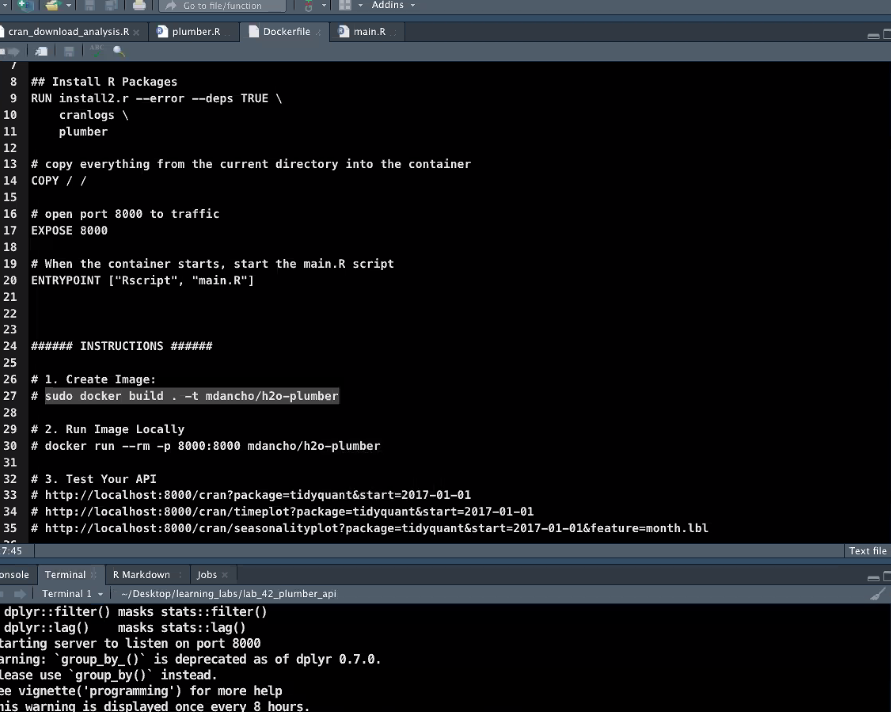 Go to file/function
Addins
cran_download_analysis.R
plumber.R
Dockerfile
main.R
7
8 ## Install R Packages
9 RUN install2.r --error --deps TRUE \
10 cranlogs \
11 plumber
12
13 # copy everything from the current directory into the container
14 COPY / /
15
16 # open port 8000 to traffic
17 EXPOSE 8000
18
19 # When the container starts, start the main.R script
20 ENTRYPOINT ["Rscript", "main.R"]
21
22
23
24 ###### INSTRUCTIONS ######
25
26 # 1. Create Image:
27 # sudo docker build . -t mdancho/h2o-plumber
28
29 # 2. Run Image Locally
30 # docker run --rm -p 8000:8000 mdancho/h2o-plumber
31
32 # 3. Test Your API
33 # http://localhost:8000/cran?package=tidyquant&start=2017-01-01
34 # http://localhost:8000/cran/timeplot?package=tidyquant&start=2017-01-01
35 # http://localhost:8000/cran/seasonalityplot?package=tidyquant&start=2017-01-01&feature=month.lbl
7:45 Text file
onsole Terminal R Markdown Jobs
Terminal 1 ~/Desktop/learning_labs/lab_42_plumber_api
dplyr::filter() masks stats::filter()
dplyr::lag() masks stats::lag()
tarting server to listen on port 8000
arning: `group_by_()` is deprecated as of dplyr 0.7.0.
lease use `group_by()` instead.
ee vignette('programming') for more help
his warning is displayed once every 8 hours.